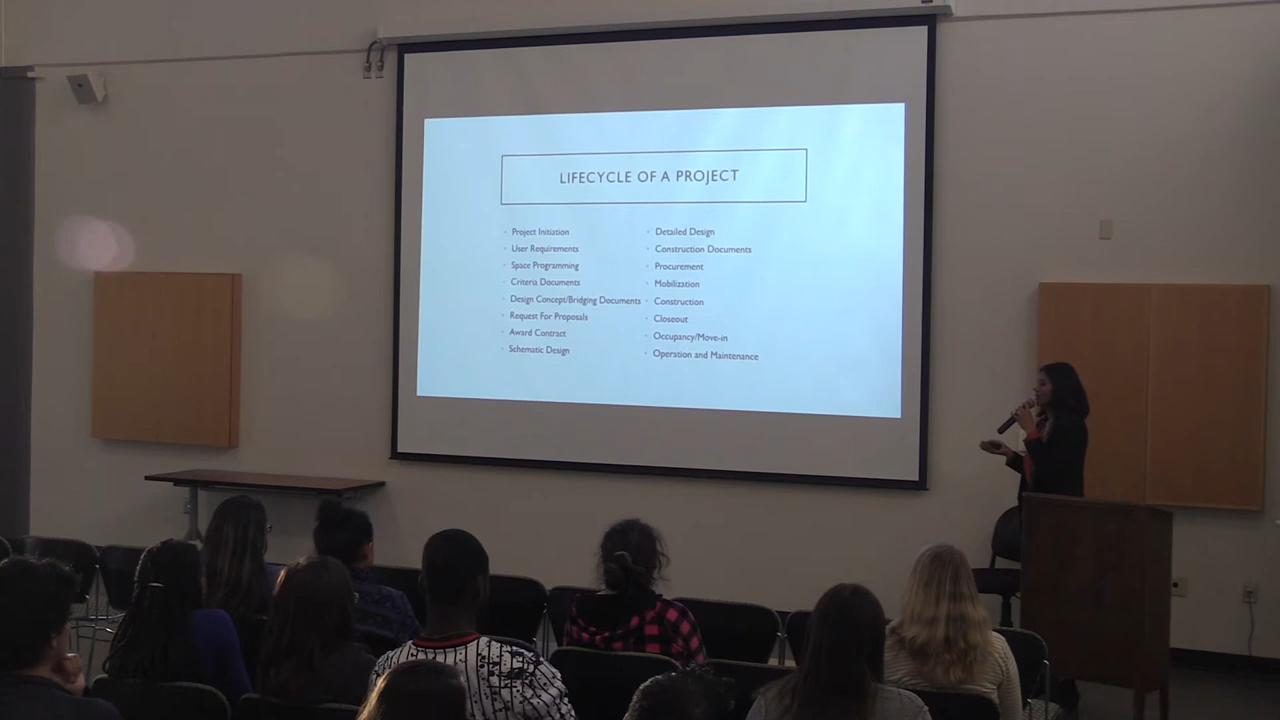 LIFECYCLE OF A PROJECT
Project Initiation
User Requirements
Space Programming
Criteria Documents
Design Concept/Bridging Documents
Request For Proposals
Award Contract
Schematic Design
Detailed Design
Construction Documents
Procurement
Mobilization
Construction
Closeout
Occupancy/Move-in
Operation and Maintenance